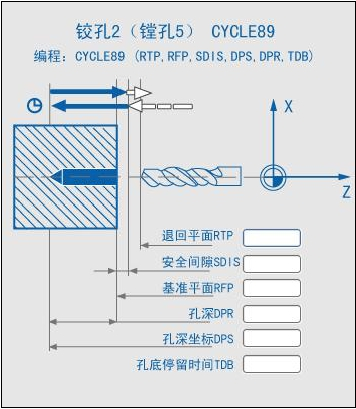 铰孔2（镗孔5） CYCLE89
编程：CYCLE89 (RTP,RFP,SDIS,DPS,DPR,TDB)
X
Z
退回平面RTP
安全间隙SDIS
基准平面RFP
孔深DPR
孔深坐标DPS
孔底停留时间TDB